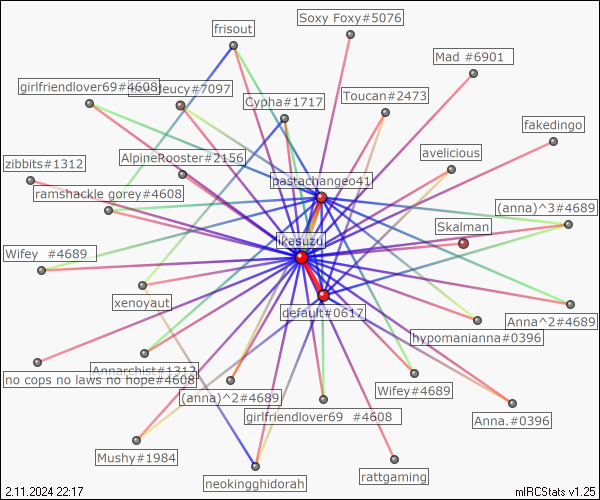 Soxy Foxy#5076
frisout
Mad #6901
girlfriendlover69#4608
deucy#7097
Toucan#2473
Cypha#1717
fakedingo
AlpineRooster#2156
avelicious
zibbits#1312
pastachangeo41
ramshackle gorey#4608
(anna)^3#4689
Skalman
ikasuzu
Wifey #4689
xenoyaut
default#0617
Anna^2#4689
hypomanianna#0396
Annarchist#1312
no cops no laws no hope#4608
Wifey#4689
(anna)^2#4689
girlfriendlover69 #4608
Anna.#0396
Mushy#1984
rattgaming
neokingghidorah
2.11.2024 22:17
mIRCStats v1.25